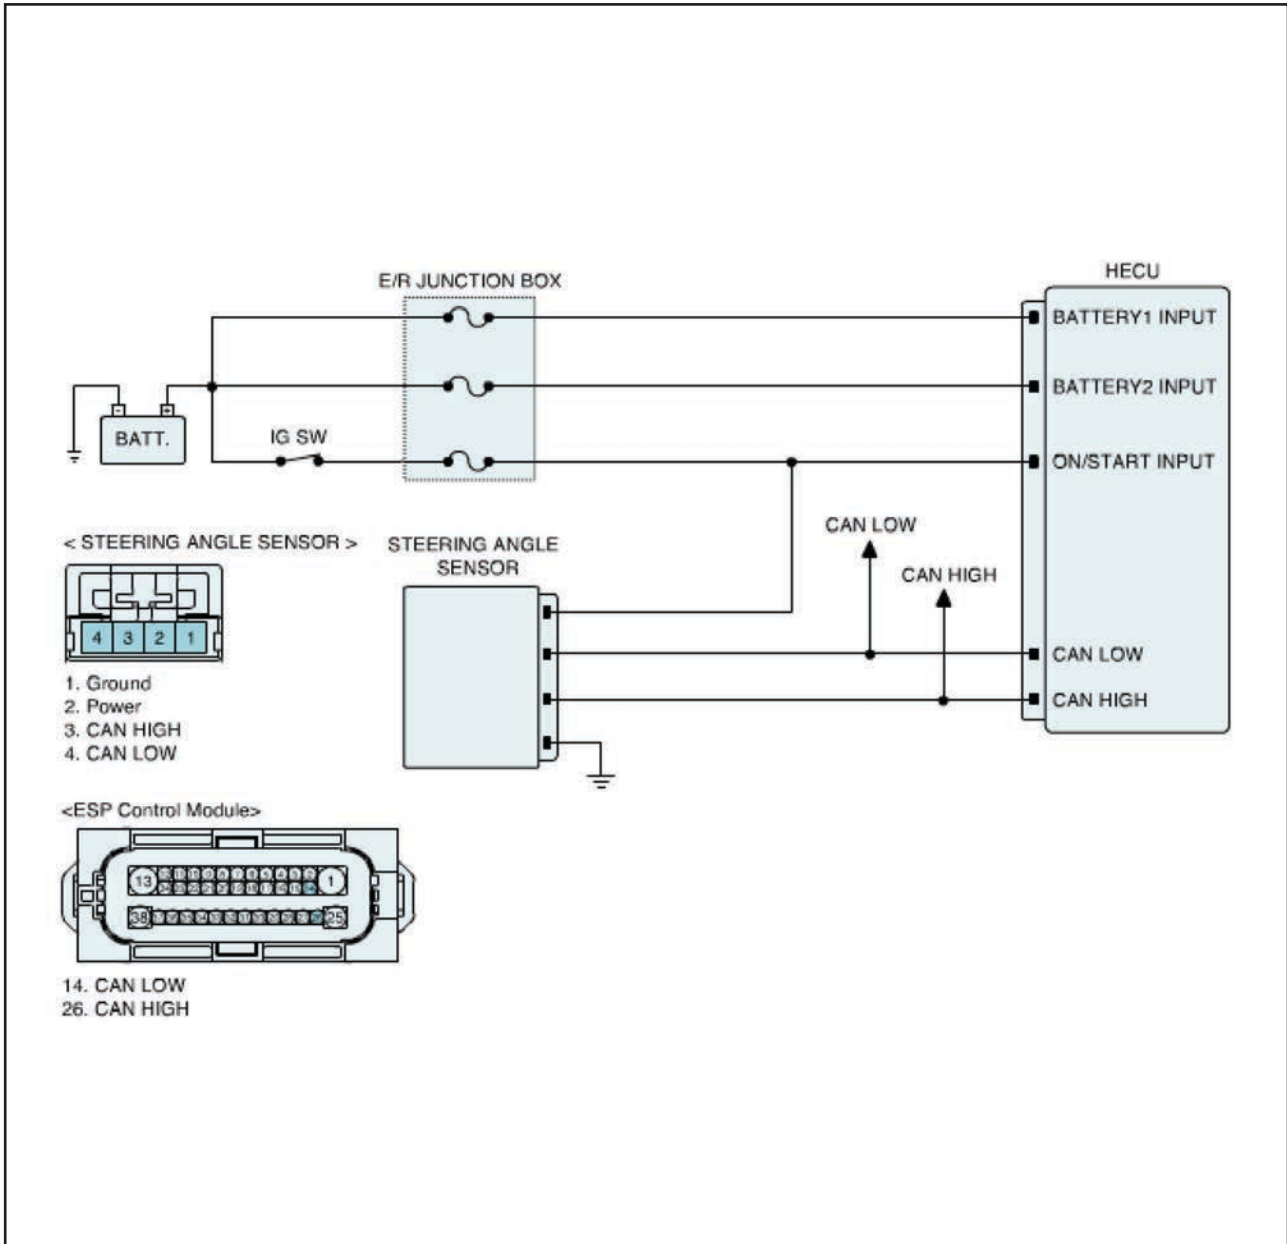 HECU
E/R JUNCTION BOX
BATTERY1 INPUT
BATTERY2 INPUT
- +
BATT.
IG SW
ON/START INPUT
CAN LOW
< STEERING ANGLE SENSOR >
STEERING ANGLE
SENSOR
CAN HIGH
4 3 2 1
CAN LOW
1. Ground
2. Power
3. CAN HIGH
4. CAN LOW
CAN HIGH
<ESP Control Module>
13 1
38 25
14. CAN LOW
26. CAN HIGH